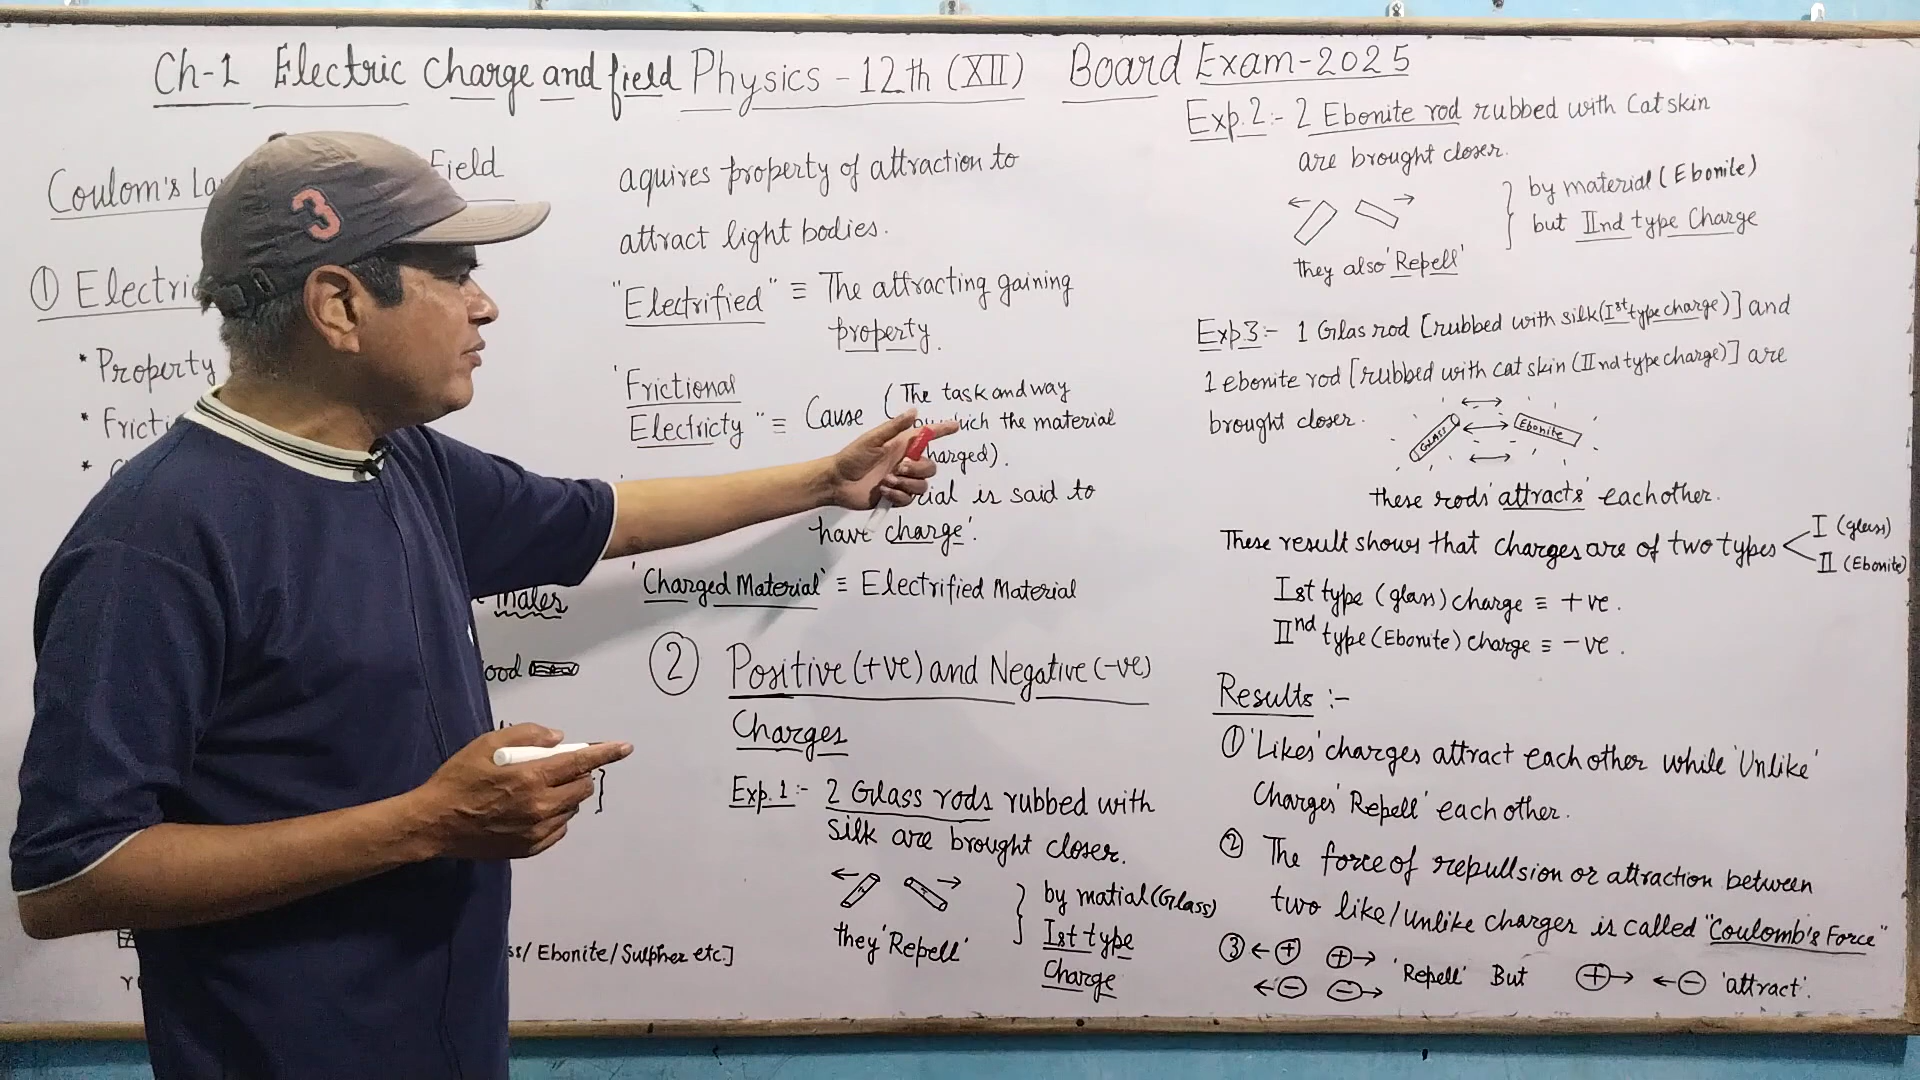 Ch-1 Electric Charge and field Physics - 12th (XII) Board Exam-2025
Coulom's La
Field
① Electri
* Property
* Fricti
*
3
males
ood
ss/ Ebonite/Sulpher etc.]
aquires property of attraction to
attract light bodies.
"Electrified" ≡ The attracting gaining
property.
'Frictional
Electricty" ≡ Cause (The task and way
which the material
harged).
rial is said to
have charge'.
'Charged Material' ≡ Electrified Material
② Positive (+ve) and Negative (-ve)
Charges
Exp. 1:- 2 Glass rods rubbed with
silk are brought closer.
they 'Repell'
} by matial (Glass)
Ist type
Charge
Exp. 2:- 2 Ebonite rod rubbed with Cat skin
are brought closer.
they also 'Repell'
} by material (Ebonite)
but IInd type Charge
Exp3:- 1 Glas rod [rubbed with silk (Ist type charge)] and
1 ebonite rod [rubbed with cat skin (IInd type charge)] are
brought closer.
GLASS
Ebonite
these rods 'attracts' each other.
These result shows that charges are of two types < I (glass)
II (Ebonite)
Ist type (glass) charge ≡ +ve.
IInd type (Ebonite) charge ≡ -ve.
Results :-
① 'Likes' charges attract each other while 'Unlike'
Charges 'Repell' each other.
② The force of repullsion or attraction between
two like/unlike charger is called "Coulomb's Force"
③ ←⊕ ⊕→ 'Repell' But ⊕→ ←⊖ 'attract'.
←⊖ ⊖→